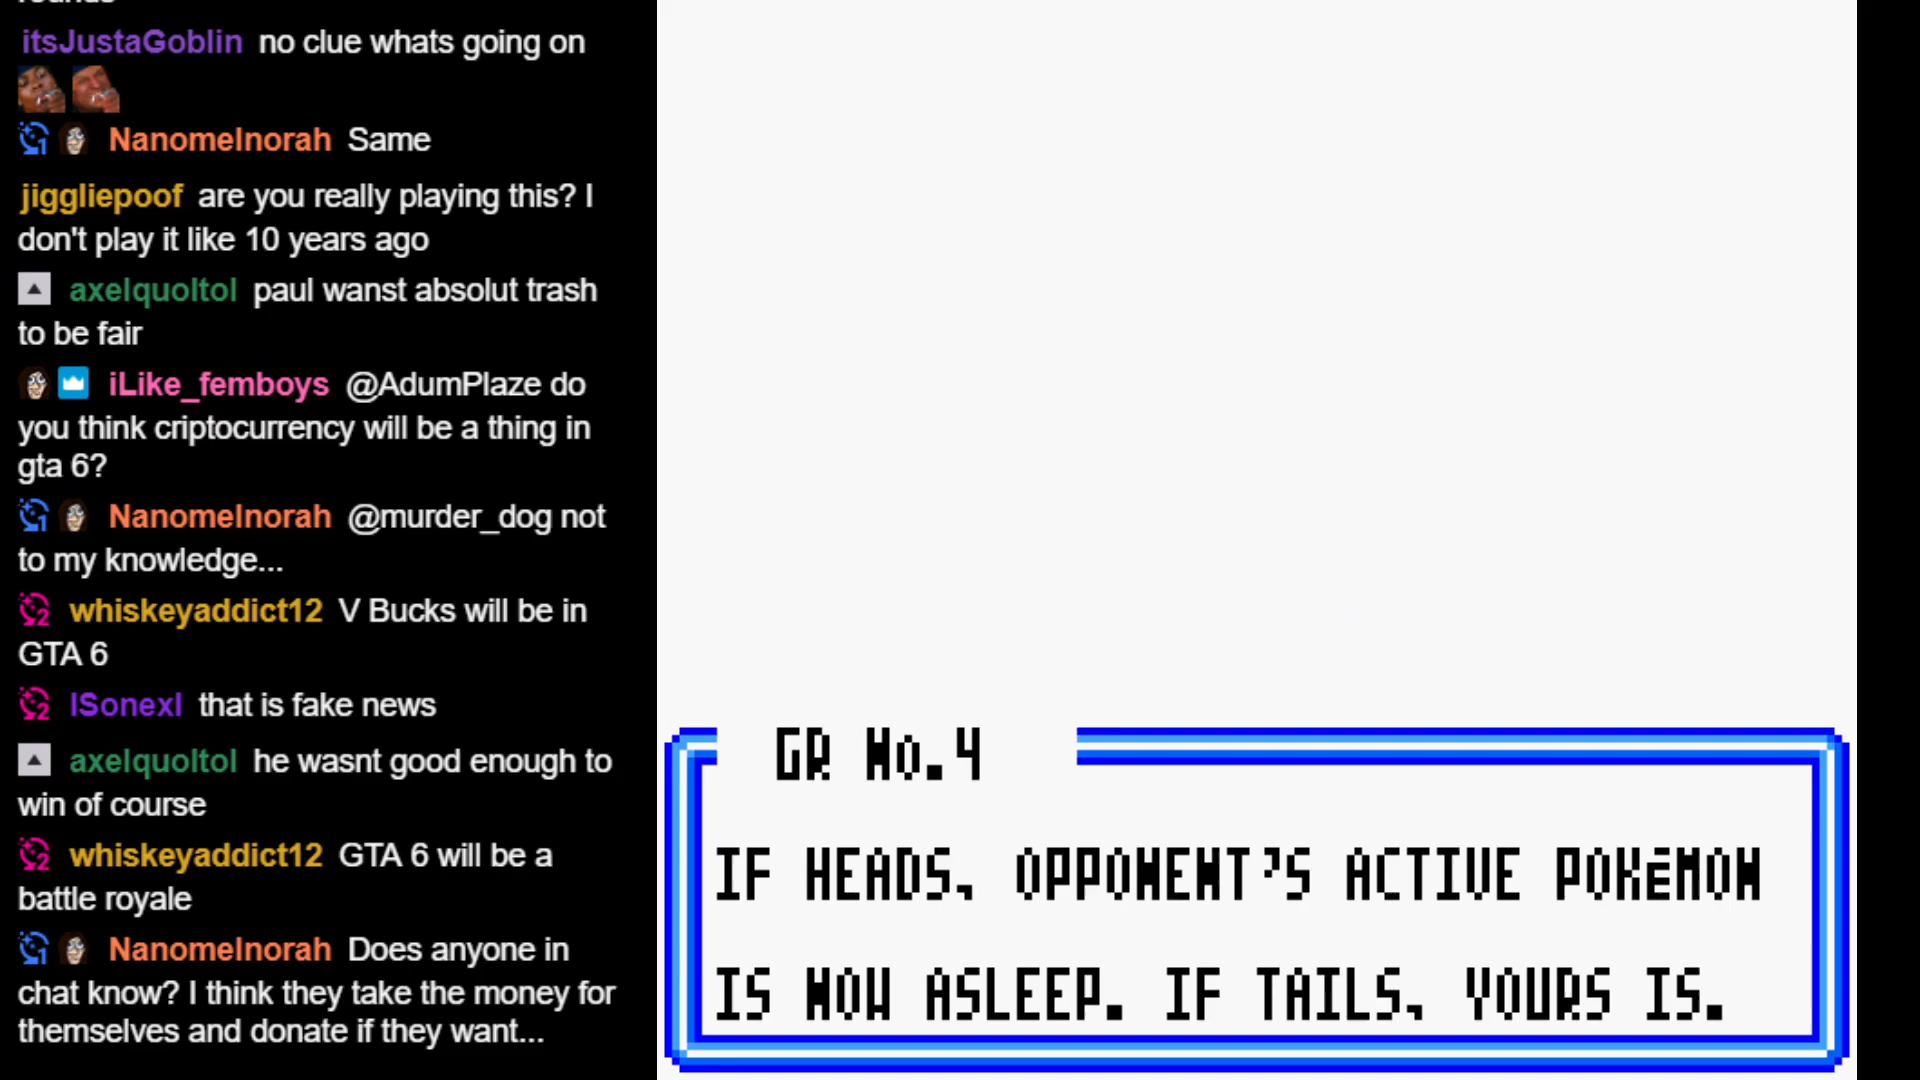 itsJustaGoblin no clue whats going on
NanomeInorah Same
jiggliepoof are you really playing this? I
don't play it like 10 years ago
axelquoltol paul wanst absolut trash
to be fair
iLike_femboys @AdumPlaze do
you think criptocurrency will be a thing in
gta 6?
NanomeInorah @murder_dog not
to my knowledge...
whiskeyaddict12 V Bucks will be in
GTA 6
ISonexI that is fake news
axelquoltol he wasnt good enough to
win of course
whiskeyaddict12 GTA 6 will be a
battle royale
NanomeInorah Does anyone in
chat know? I think they take the money for
themselves and donate if they want...
GR No.4
IF HEADS, OPPONENT'S ACTIVE POKéMON
IS NOW ASLEEP. IF TAILS, YOURS IS.